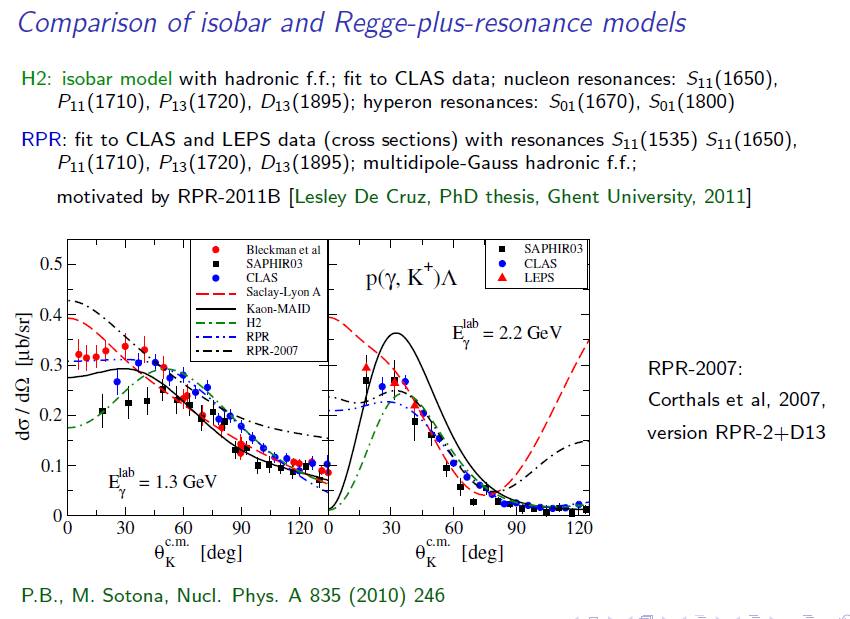 Comparison of isobar and Regge-plus-resonance models
H2: isobar model with hadronic f.f.; fit to CLAS data; nucleon resonances: S₁₁(1650),
P₁₁(1710), P₁₃(1720), D₁₃(1895); hyperon resonances: S₀₁(1670), S₀₁(1800)
RPR: fit to CLAS and LEPS data (cross sections) with resonances S₁₁(1535) S₁₁(1650),
P₁₁(1710), P₁₃(1720), D₁₃(1895); multidipole-Gauss hadronic f.f.;
motivated by RPR-2011B [Lesley De Cruz, PhD thesis, Ghent University, 2011]
Bleckman et al
SAPHIR03
CLAS
Saclay-Lyon A
Kaon-MAID
H2
RPR
RPR-2007
SAPHIR03
CLAS
LEPS
p(γ, K⁺)Λ
E_γ^lab = 2.2 GeV
E_γ^lab = 1.3 GeV
dσ / dΩ [μb/sr]
0.5
0.4
0.3
0.2
0.1
0
0 30 60 90 120 0 30 60 90 120
θ_K^c.m. [deg]
θ_K^c.m. [deg]
RPR-2007:
Corthals et al, 2007,
version RPR-2+D13
P.B., M. Sotona, Nucl. Phys. A 835 (2010) 246